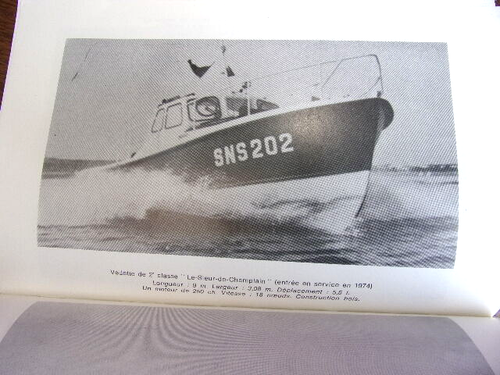 SNS202
Vedette de 2e classe "Le-Sieur-de-Champlain" (entrée en service en 1974)
Longueur : 9 m. Largeur : 3,08 m. Déplacement : 5,5 t.
Un moteur de 250 ch. Vitesse : 18 nœuds. Construction bois.